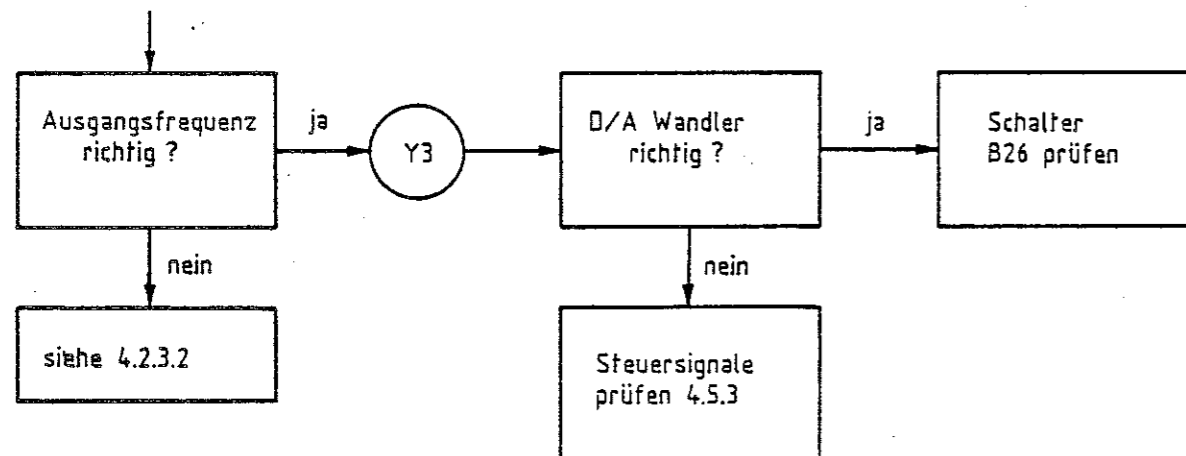 Ausgangsfrequenz
richtig ?
ja
Y3
D/A Wandler
richtig ?
ja
Schalter
B26 prüfen
nein
nein
siehe 4.2.3.2
Steuersignale
prüfen 4.5.3